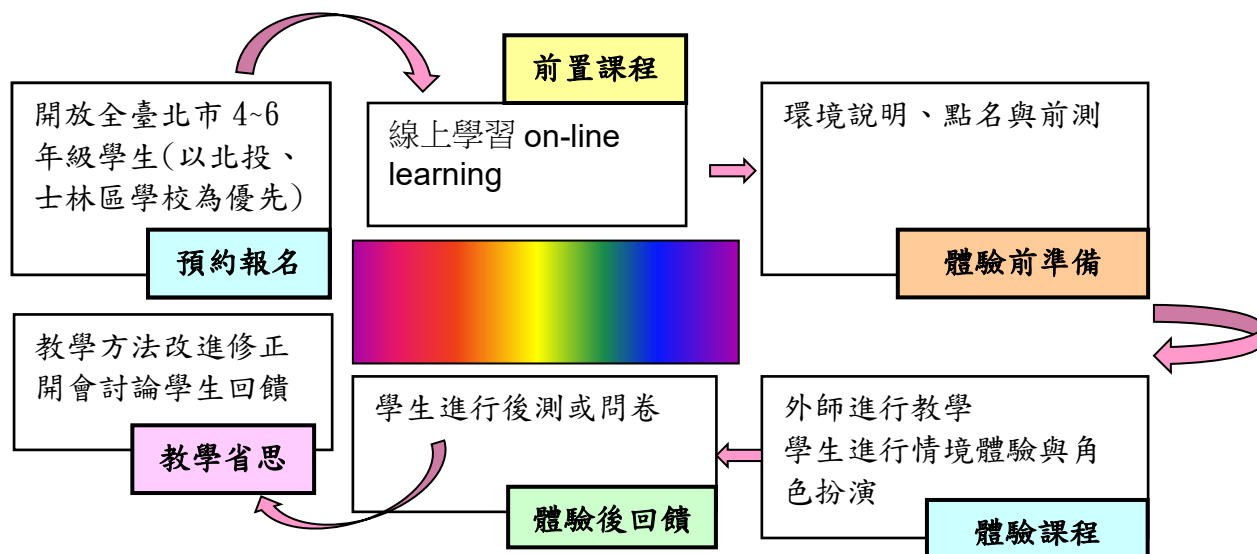 開放全臺北市 4~6
年級學生(以北投、
士林區學校為優先)
預約報名
前置課程
線上學習 on-line
learning
環境說明、點名與前測
體驗前準備
外師進行教學
學生進行情境體驗與角
色扮演
體驗課程
學生進行後測或問卷
體驗後回饋
教學方法改進修正
開會討論學生回饋
教學省思